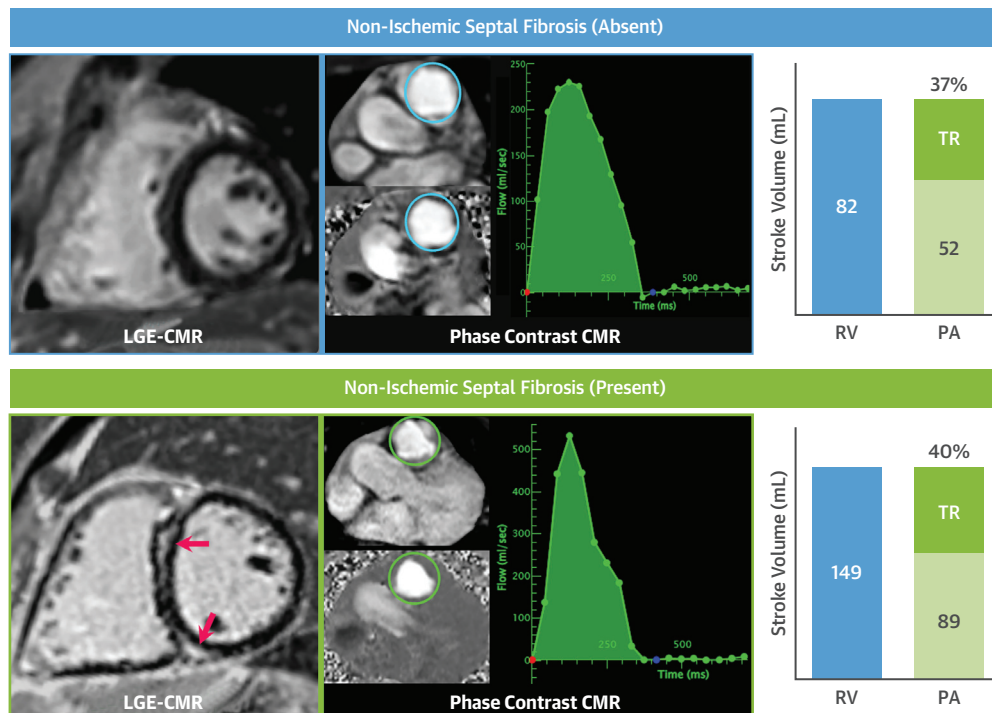 Non-Ischemic Septal Fibrosis (Absent)
LGE-CMR
Flow (ml/sec)
250
200
150
100
50
0
250
500
Time (ms)
Phase Contrast CMR
Stroke Volume (mL)
37%
TR
82
52
RV
PA
Non-Ischemic Septal Fibrosis (Present)
LGE-CMR
Flow (ml/sec)
500
400
300
200
100
0
250
500
Time (ms)
Phase Contrast CMR
Stroke Volume (mL)
40%
TR
149
89
RV
PA